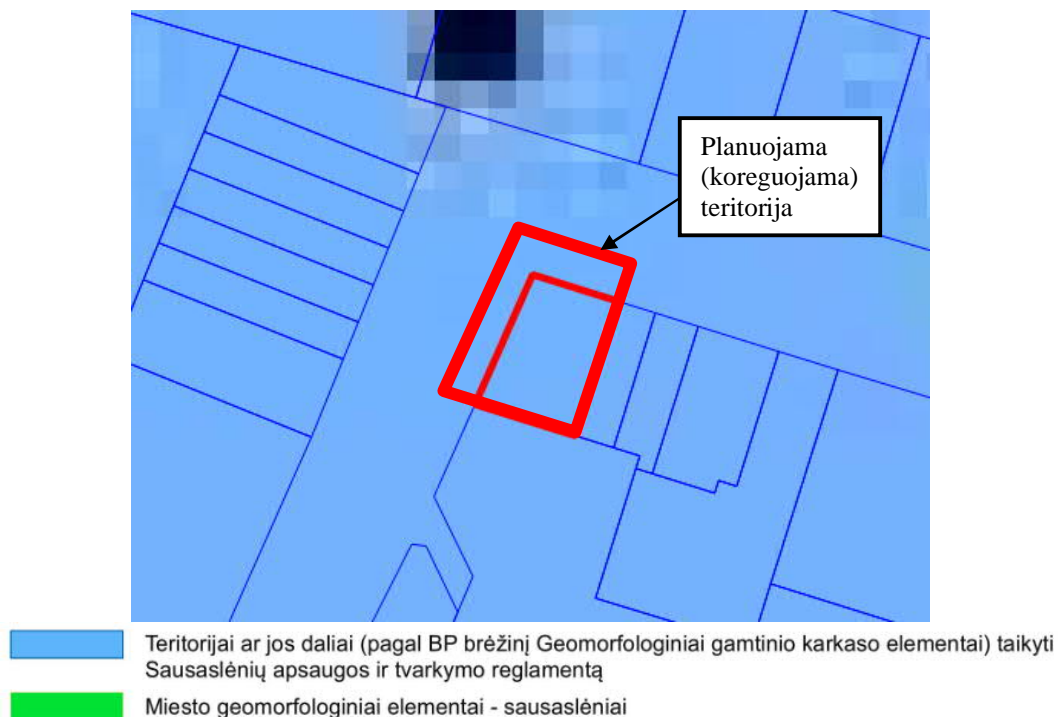 Planuojama
(koreguojama)
teritorija
Teritorijai ar jos daliai (pagal BP brėžinį Geomorfologiniai gamtinio karkaso elementai) taikyti
Sausaslėnių apsaugos ir tvarkymo reglamentą
Miesto geomorfologiniai elementai - sausaslėniai